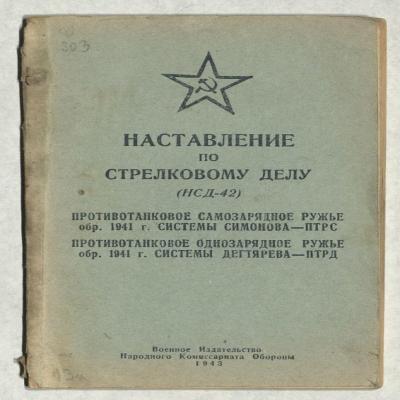 303
НАСТАВЛЕНИЕ
ПО
СТРЕЛКОВОМУ ДЕЛУ
(НСД-42)
ПРОТИВОТАНКОВОЕ САМОЗАРЯДНОЕ РУЖЬЕ
обр. 1941 г. СИСТЕМЫ СИМОНОВА—ПТРС
ПРОТИВОТАНКОВОЕ ОДНОЗАРЯДНОЕ РУЖЬЕ
обр. 1941 г. СИСТЕМЫ ДЕГТЯРЕВА—ПТРД
Военное Издательство
Народного Комиссариата Обороны
1943